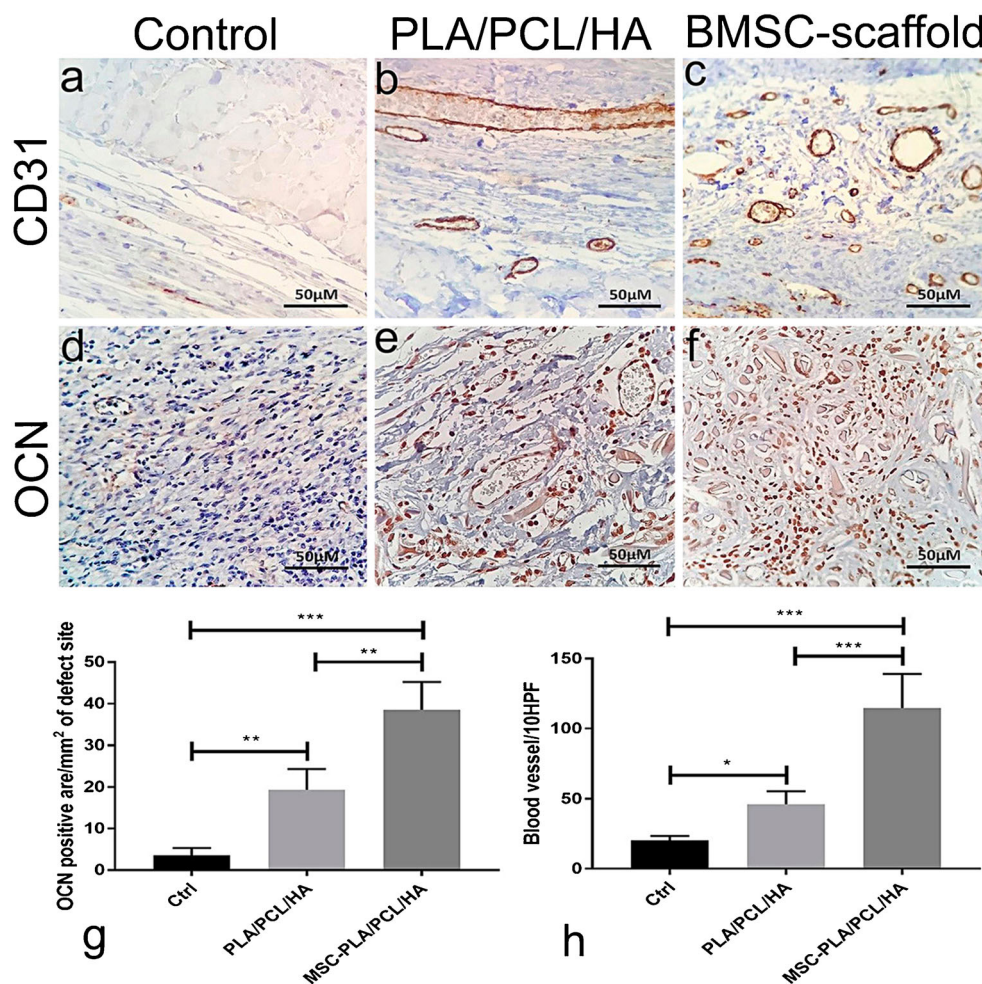 Control PLA/PCL/HA BMSC-scaffold
CD31
a
50µM
b
50µM
c
50µM
OCN
d
50µM
e
50µM
f
50µM
OCN positive are/mm² of defect site
50
40
30
20
10
0
***
**
**
Ctrl
PLA/PCL/HA
MSC-PLA/PCL/HA
g
Blood vessel/10HPF
150
100
50
0
***
***
*
Ctrl
PLA/PCL/HA
MSC-PLA/PCL/HA
h